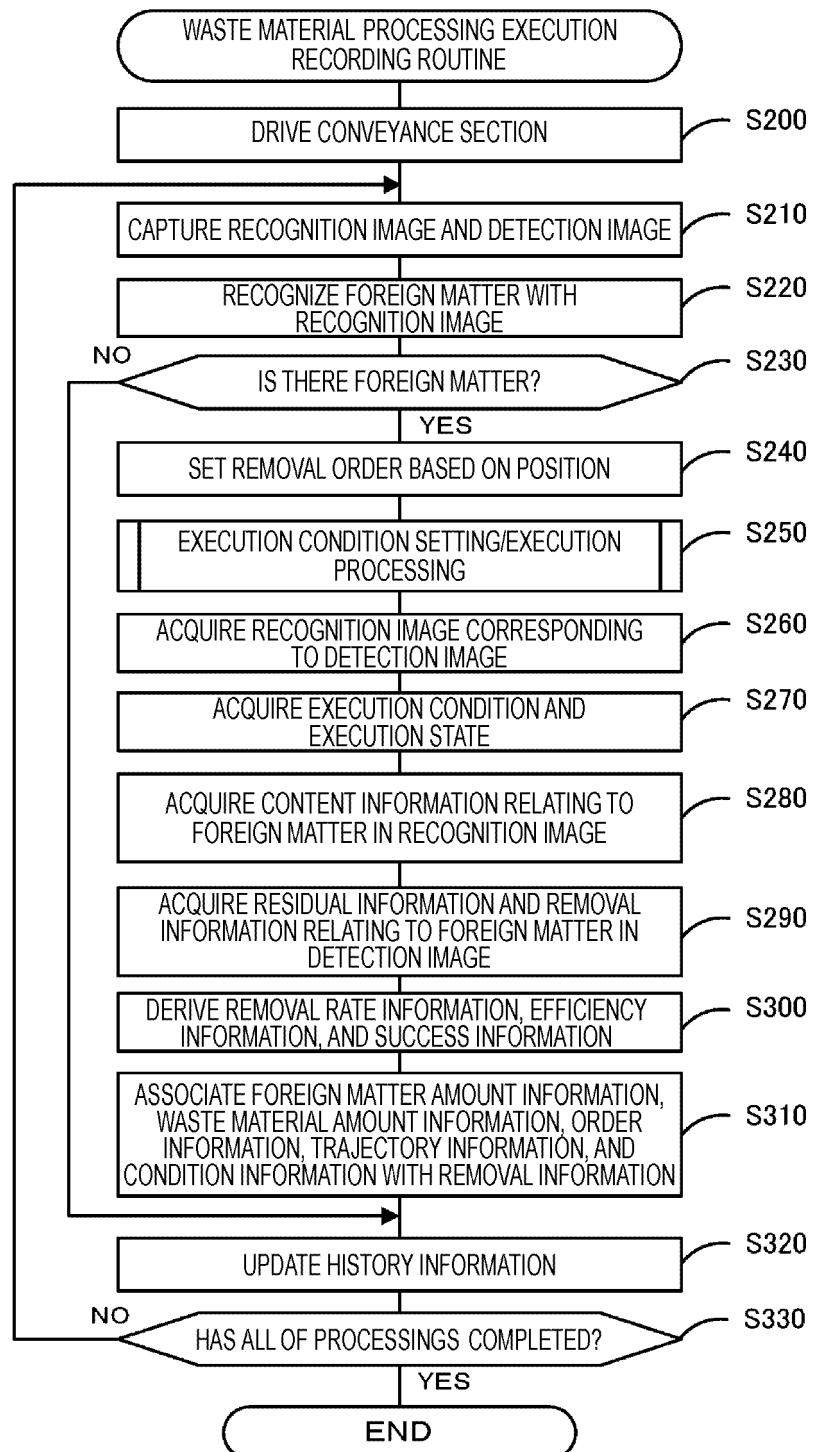 WASTE MATERIAL PROCESSING EXECUTION
RECORDING ROUTINE
DRIVE CONVEYANCE SECTION
S200
CAPTURE RECOGNITION IMAGE AND DETECTION IMAGE
S210
RECOGNIZE FOREIGN MATTER WITH
RECOGNITION IMAGE
S220
NO
IS THERE FOREIGN MATTER?
S230
YES
SET REMOVAL ORDER BASED ON POSITION
S240
EXECUTION CONDITION SETTING/EXECUTION
PROCESSING
S250
ACQUIRE RECOGNITION IMAGE CORRESPONDING
TO DETECTION IMAGE
S260
ACQUIRE EXECUTION CONDITION AND
EXECUTION STATE
S270
ACQUIRE CONTENT INFORMATION RELATING TO
FOREIGN MATTER IN RECOGNITION IMAGE
S280
ACQUIRE RESIDUAL INFORMATION AND REMOVAL
INFORMATION RELATING TO FOREIGN MATTER IN
DETECTION IMAGE
S290
DERIVE REMOVAL RATE INFORMATION, EFFICIENCY
INFORMATION, AND SUCCESS INFORMATION
S300
ASSOCIATE FOREIGN MATTER AMOUNT INFORMATION,
WASTE MATERIAL AMOUNT INFORMATION, ORDER
INFORMATION, TRAJECTORY INFORMATION, AND
CONDITION INFORMATION WITH REMOVAL INFORMATION
S310
UPDATE HISTORY INFORMATION
S320
NO
HAS ALL OF PROCESSINGS COMPLETED?
S330
YES
END